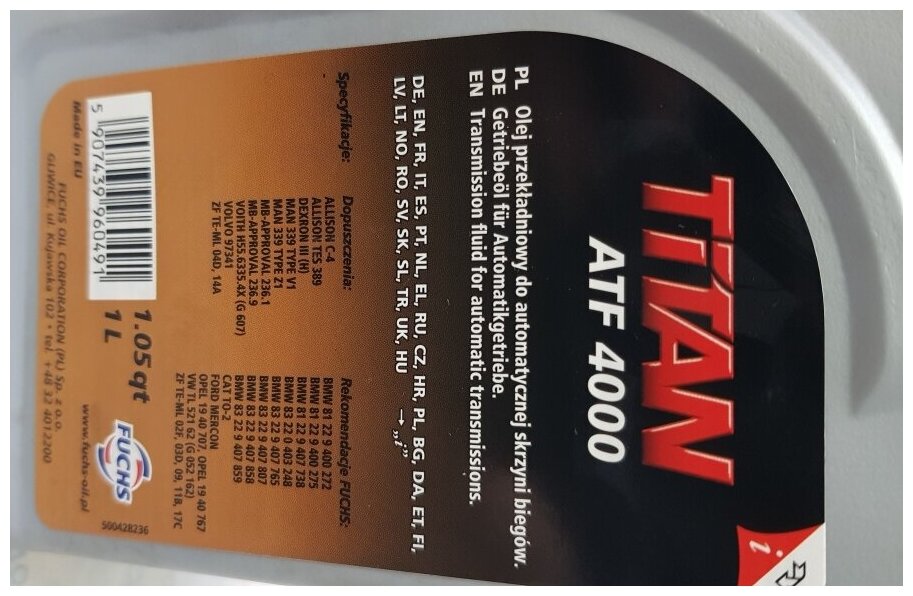 TITAN
ATF 4000
PL Olej przekładniowy do automatycznej skrzyni biegów.
DE Getriebeöl für Automatikgetriebe.
EN Transmission fluid for automatic transmissions.
DE, EN, FR, IT, ES, PT, NL, EL, RU, CZ, HR, PL, BG, DA, ET, FI,
LV, LT, NO, RO, SV, SK, SL, TR, UK, HU → „i”
i
Specyfikacje:
-
Dopuszczenia:
ALLISON C-4
ALLISON TES 389
DEXRON III (H)
MAN 339 TYPE V1
MAN 339 TYPE Z1
MB-APPROVAL 236.1
MB-APPROVAL 236.9
VOITH H55.6335.4X (G 607)
VOLVO 97341
ZF TE-ML 04D, 14A
Rekomendacje FUCHS:
BMW 81 22 9 400 272
BMW 81 22 9 400 275
BMW 81 22 9 407 738
BMW 83 22 0 403 248
BMW 83 22 9 407 765
BMW 83 22 9 407 807
BMW 83 22 9 407 858
BMW 83 22 9 407 859
CAT TO-2
FORD MERCON
OPEL 19 40 707, OPEL 19 40 767
VW TL 521 62 (G 052 162)
ZF TE-ML 02F, 03D, 09, 11B, 17C
5 907439 960491
1.05qt
1 L
FUCHS
500428236
Made in EU
www.fuchs-oil.pl
FUCHS OIL CORPORATION (PL) Sp. z o.o.
GLIWICE, ul. Kujawska 102 • tel. +48 32 4012200